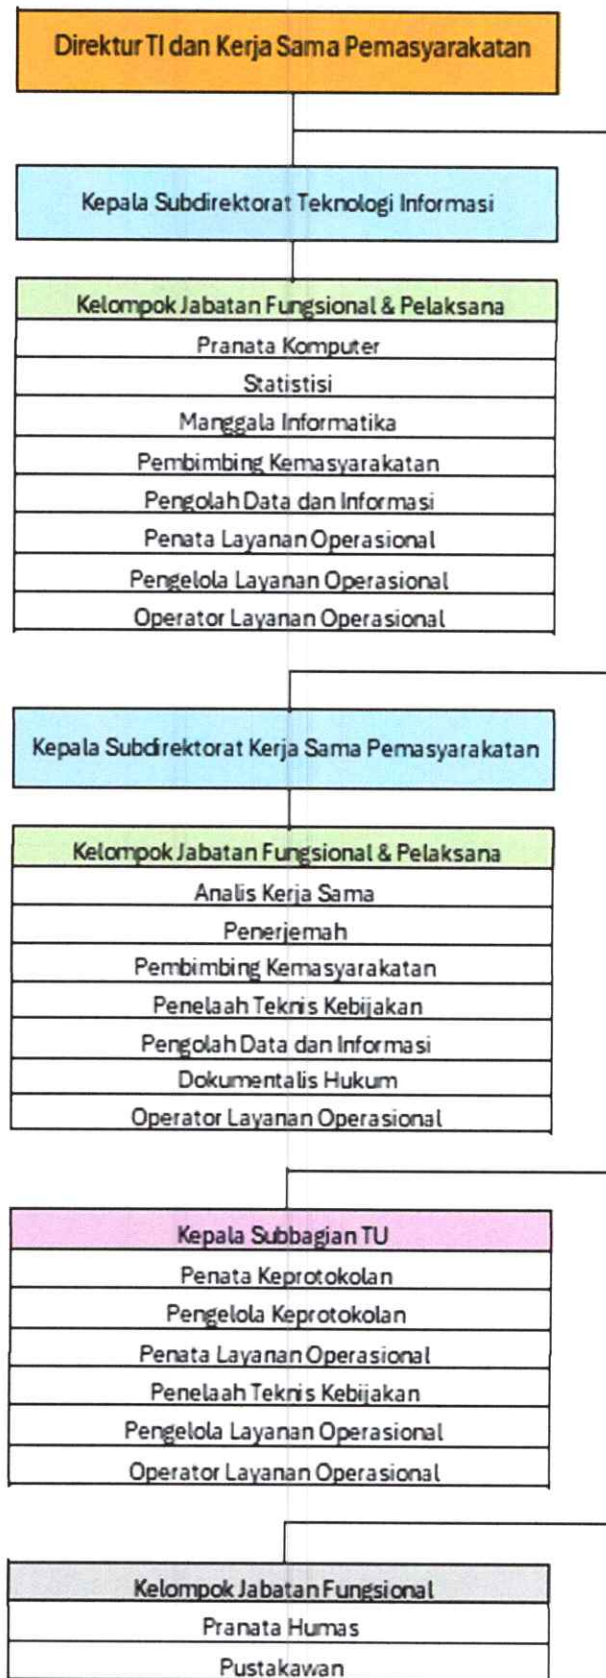 Direktur TI dan Kerja Sama Pemasyarakatan
Kepala Subdirektorat Teknologi Informasi
Kelompok Jabatan Fungsional & Pelaksana
Pranata Komputer
Statistisi
Manggala Informatika
Pembimbing Kemasyarakatan
Pengolah Data dan Informasi
Penata Layanan Operasional
Pengelola Layanan Operasional
Operator Layanan Operasional
Kepala Subdirektorat Kerja Sama Pemasyarakatan
Kelompok Jabatan Fungsional & Pelaksana
Analis Kerja Sama
Penerjemah
Pembimbing Kemasyarakatan
Penelaah Teknis Kebijakan
Pengolah Data dan Informasi
Dokumentalis Hukum
Operator Layanan Operasional
Kepala Subbagian TU
Penata Keprotokolan
Pengelola Keprotokolan
Penata Layanan Operasional
Penelaah Teknis Kebijakan
Pengelola Layanan Operasional
Operator Layanan Operasional
Kelompok Jabatan Fungsional
Pranata Humas
Pustakawan